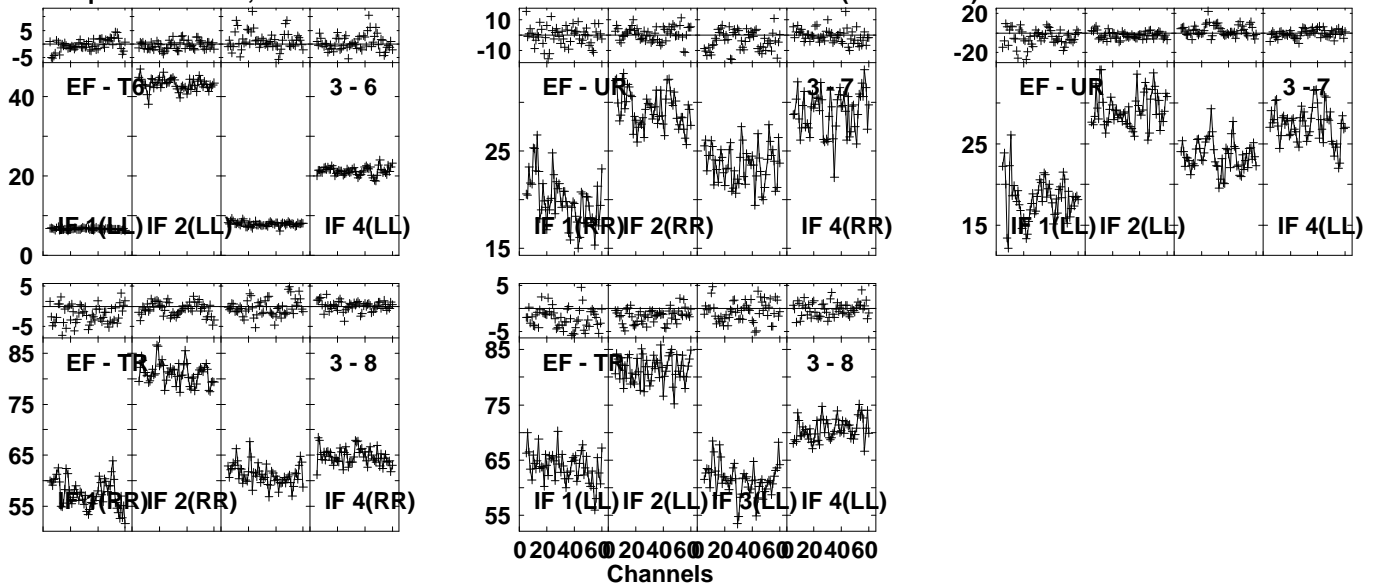 5 10 20
-5 -10 -20
EF - T6 3 - 6 EF - UR 3 - 7 EF - UR 3 - 7
40
25 25
20
IF 1(LL) IF 2(LL) IF 4(LL) IF 1(RR) IF 2(RR) IF 4(RR) IF 1(LL) IF 2(LL) IF 4(LL)
0 15 15
5 5
-5 -5
EF - TR 3 - 8 EF - TR 3 - 8
85 85
75 75
65 65
55 IF 1(RR) IF 2(RR) IF 4(RR) 55 IF 1(LL) IF 2(LL) IF 3(LL) IF 4(LL)
0 20 40 60 0 20 40 60 0 20 40 60 0 20 40 60
Channels